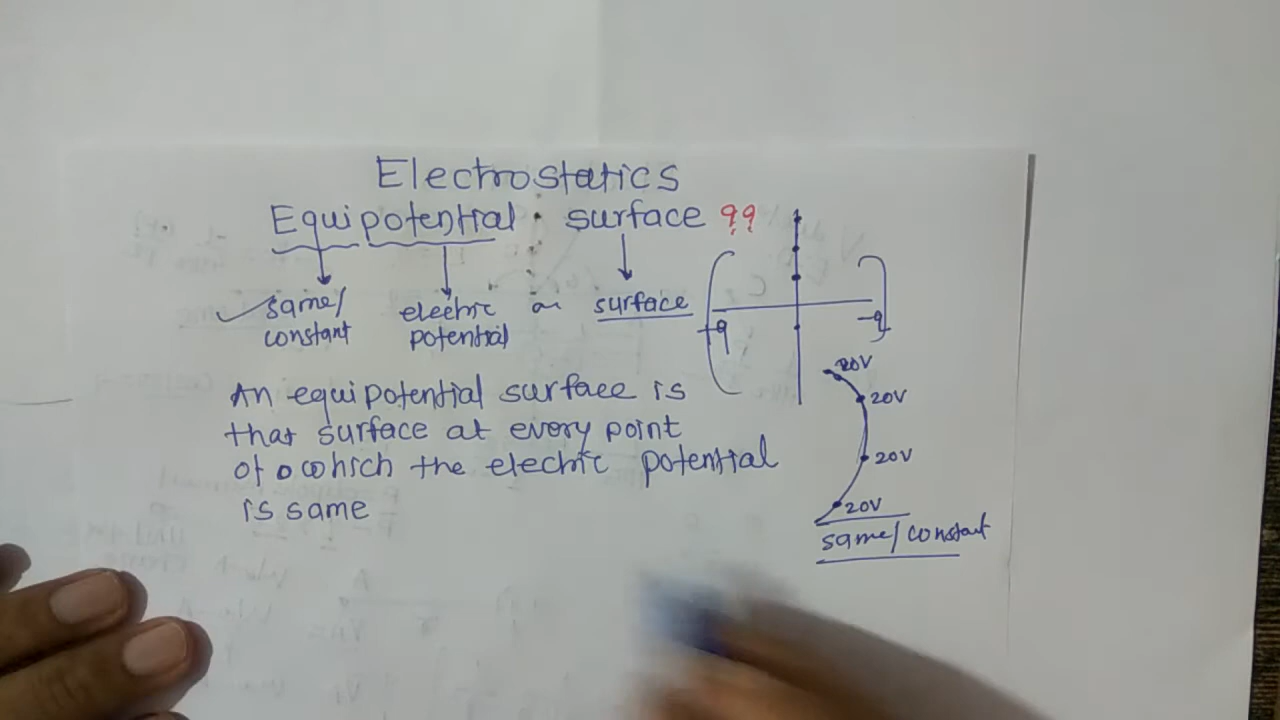 Electrostatics
Equipotential surface ??
same/
constant
electric
potential
on surface
-q
-q
An equipotential surface is
that surface at every point
of which the electric potential
is same
20V
20V
20V
20V
same/constant